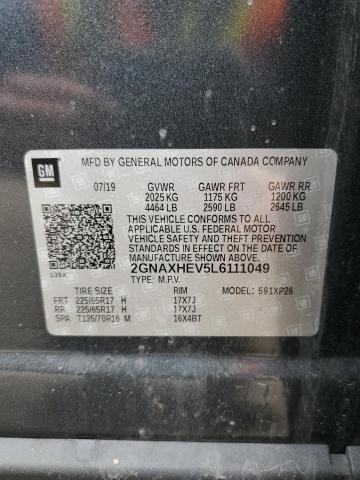 GM
MFD BY GENERAL MOTORS OF CANADA COMPANY
07/19 GVWR GAWR FRT GAWR RR
2025 KG 1175 KG 1200 KG
4464 LB 2590 LB 2645 LB
THIS VEHICLE CONFORMS TO ALL
APPLICABLE U.S. FEDERAL MOTOR
VEHICLE SAFETY AND THEFT
PREVENTION STANDARDS IN EFFECT ON
THE DATE OF MANUFACTURE SHOWN ABOVE.
2GNAXHEV5L6111049
TYPE: M.P.V.
TIRE SIZE RIM MODEL: 591XP26
FRT 225/65R17 H 17X7J
RR 225/65R17 H 17X7J
SPA T135/70R16 M 16X4BT